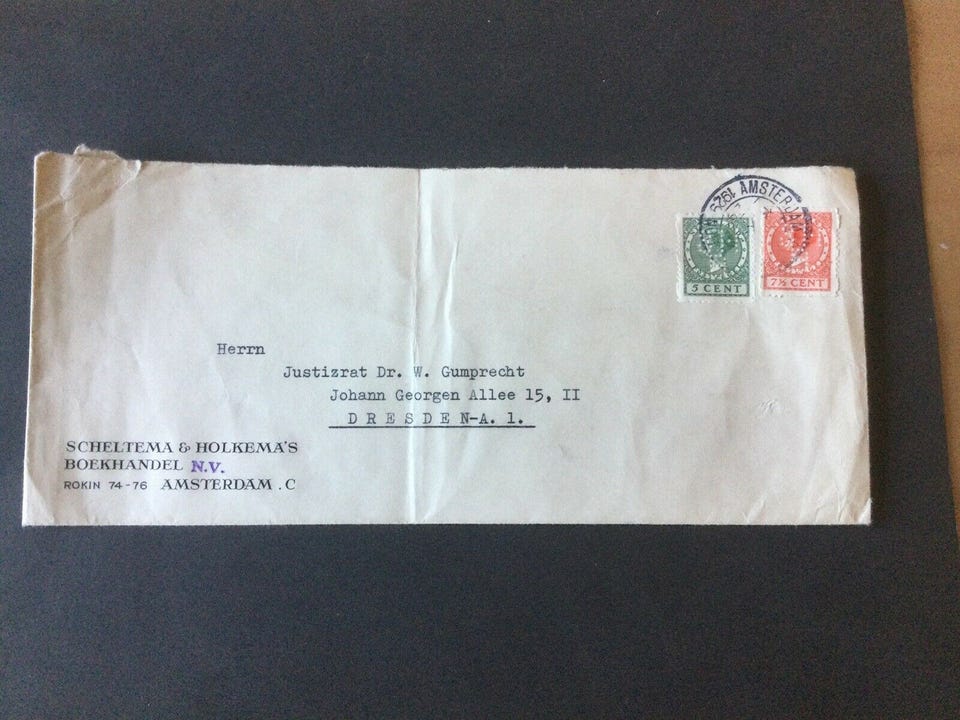 AMSTERDAM
5 CENT
7½ CENT
Herrn
Justizrat Dr. W. Gumprecht
Johann Georgen Allee 15, II
DRESDEN-A. 1.
SCHELTEMA & HOLKEMA'S
BOEKHANDEL N.V.
ROKIN 74-76 AMSTERDAM.C